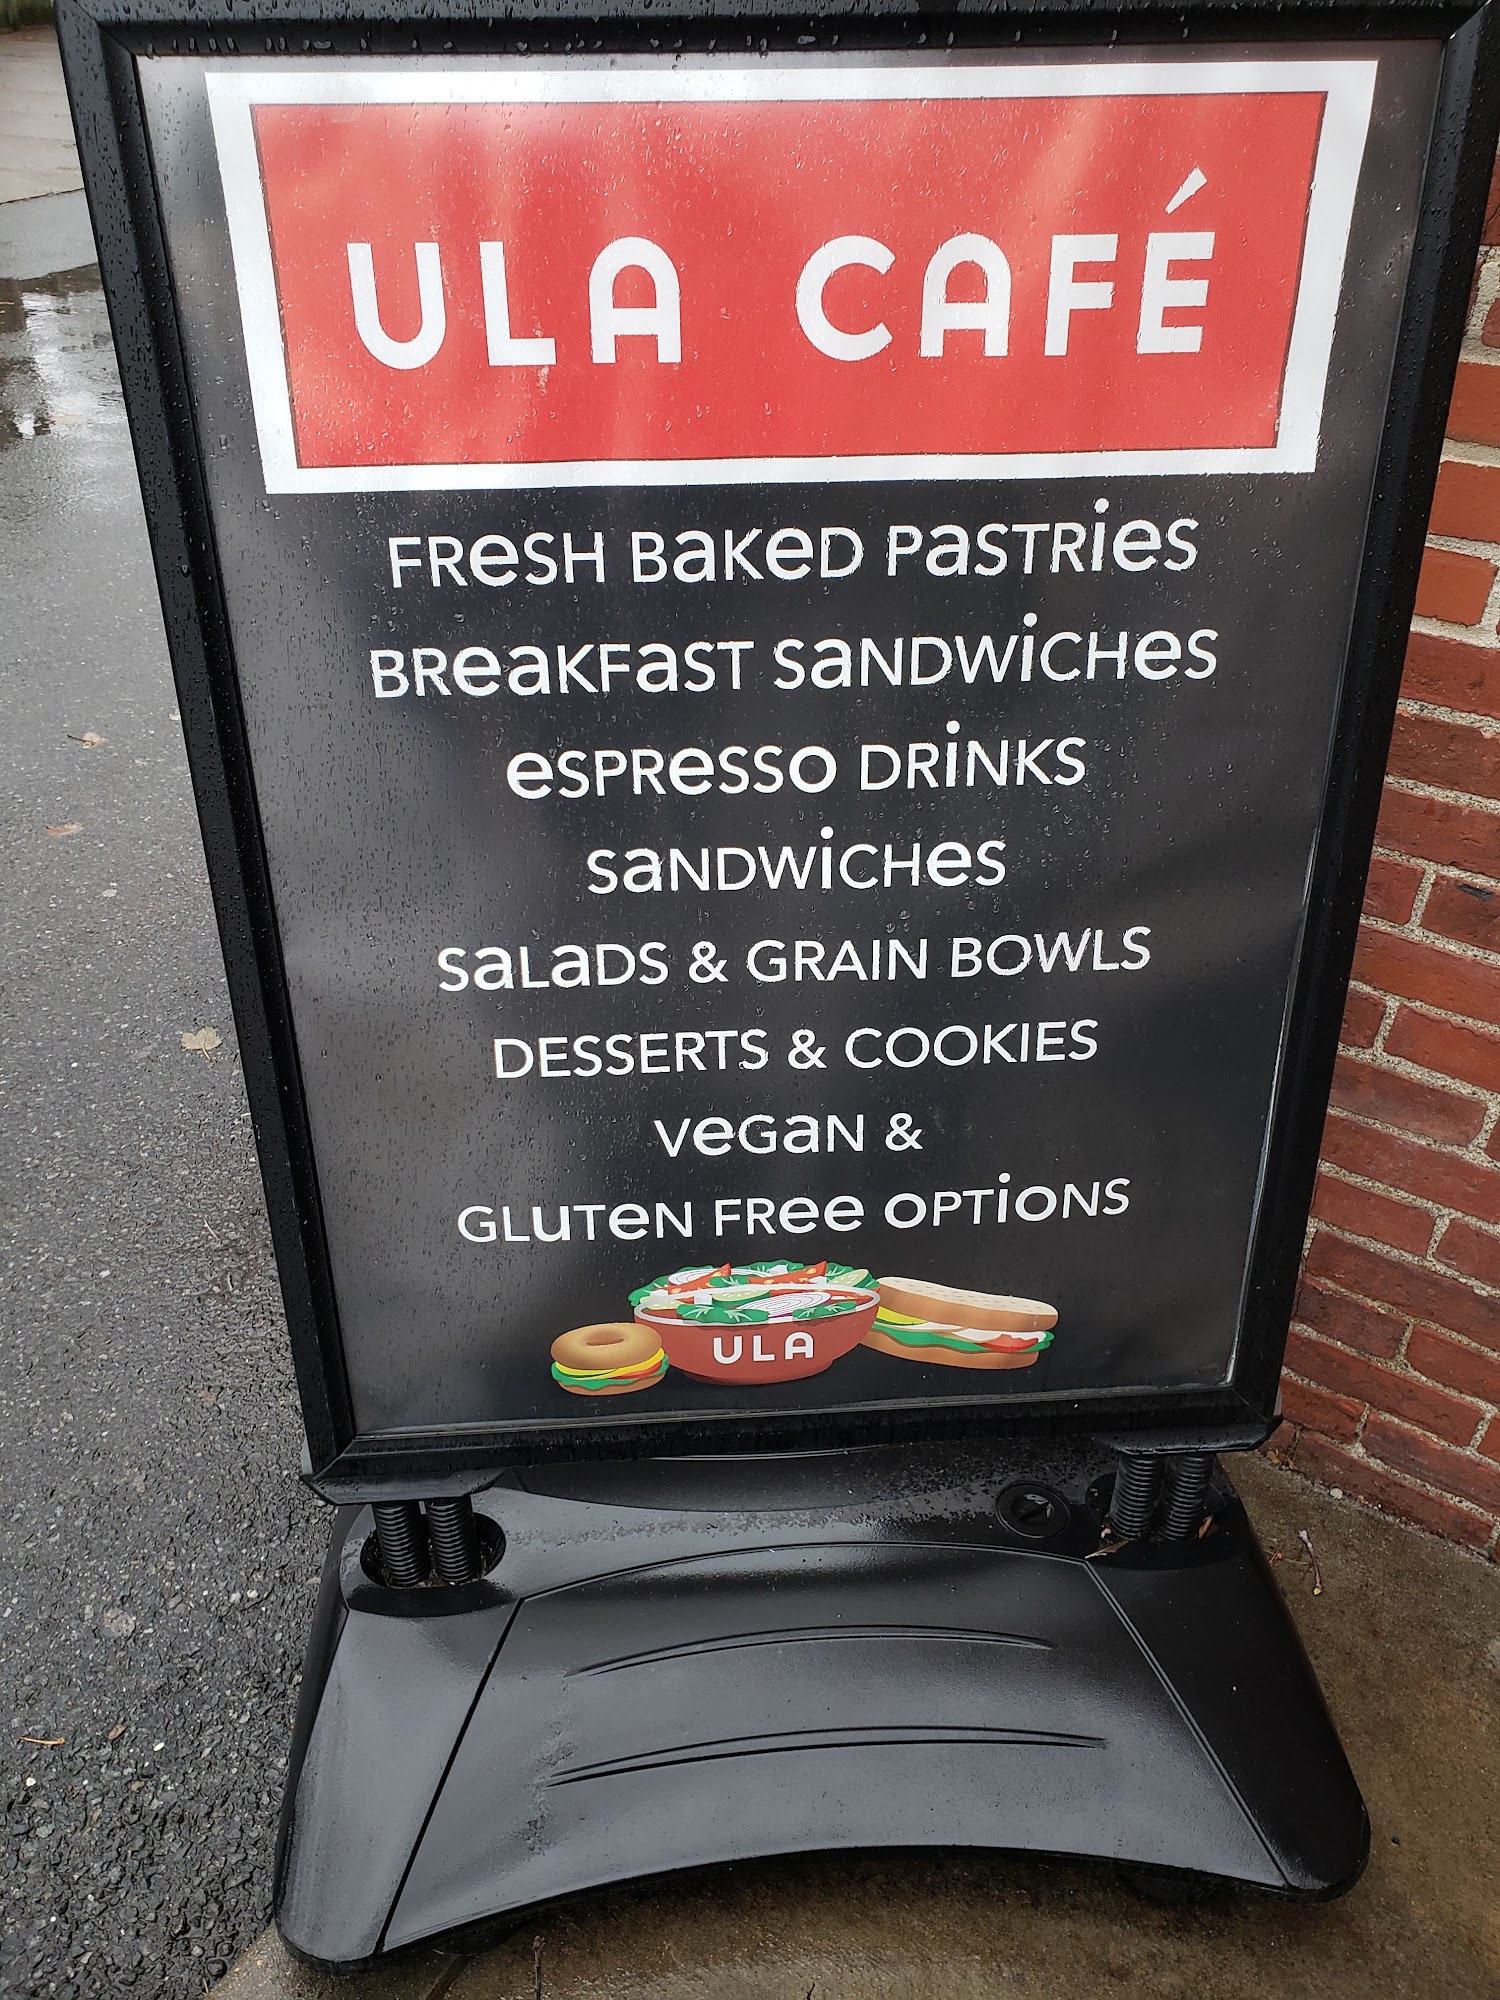 ULA CAFÉ
FReSH BaKeD PaSTRieS
BReaKFaST SaNDWiCHeS
eSPReSSo DRiNKS
SaNDWiCHeS
SaLaDS & GRAIN BOWLS
DESSERTS & COOKIES
VeGaN &
GLuTeN FRee oPTioNS
ULA